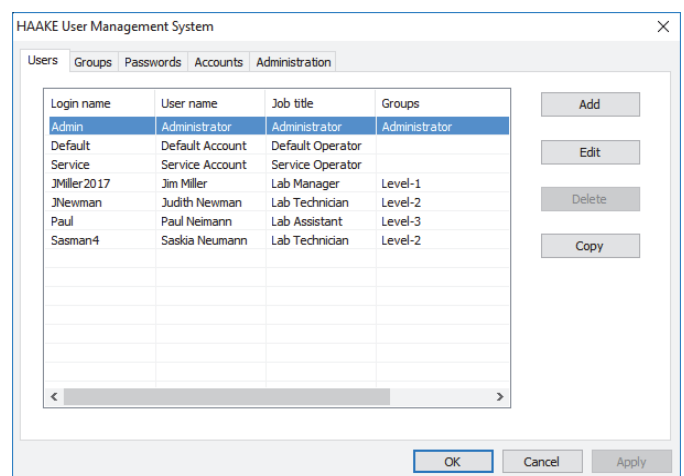 HAAKE User Management System
Users Groups Passwords Accounts Administration
Login name User name Job title Groups
Admin Administrator Administrator Administrator
Default Default Account Default Operator
Service Service Account Service Operator
JMiller2017 Jim Miller Lab Manager Level-1
JNewman Judith Newman Lab Technician Level-2
Paul Paul Neimann Lab Assistant Level-3
Sasman4 Saskia Neumann Lab Technician Level-2
Add
Edit
Delete
Copy
OK Cancel Apply